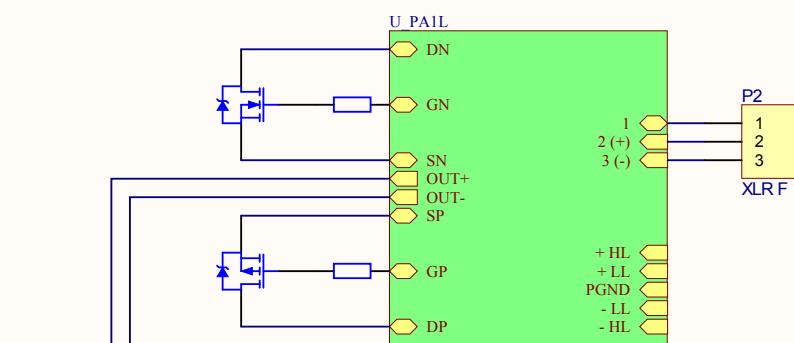 U_PA1L
DN
GN
SN
OUT+
OUT-
SP
GP
DP
1
2 (+)
3 (-)
+ HL
+ LL
PGND
- LL
- HL
P2
1
2
3
XLR F